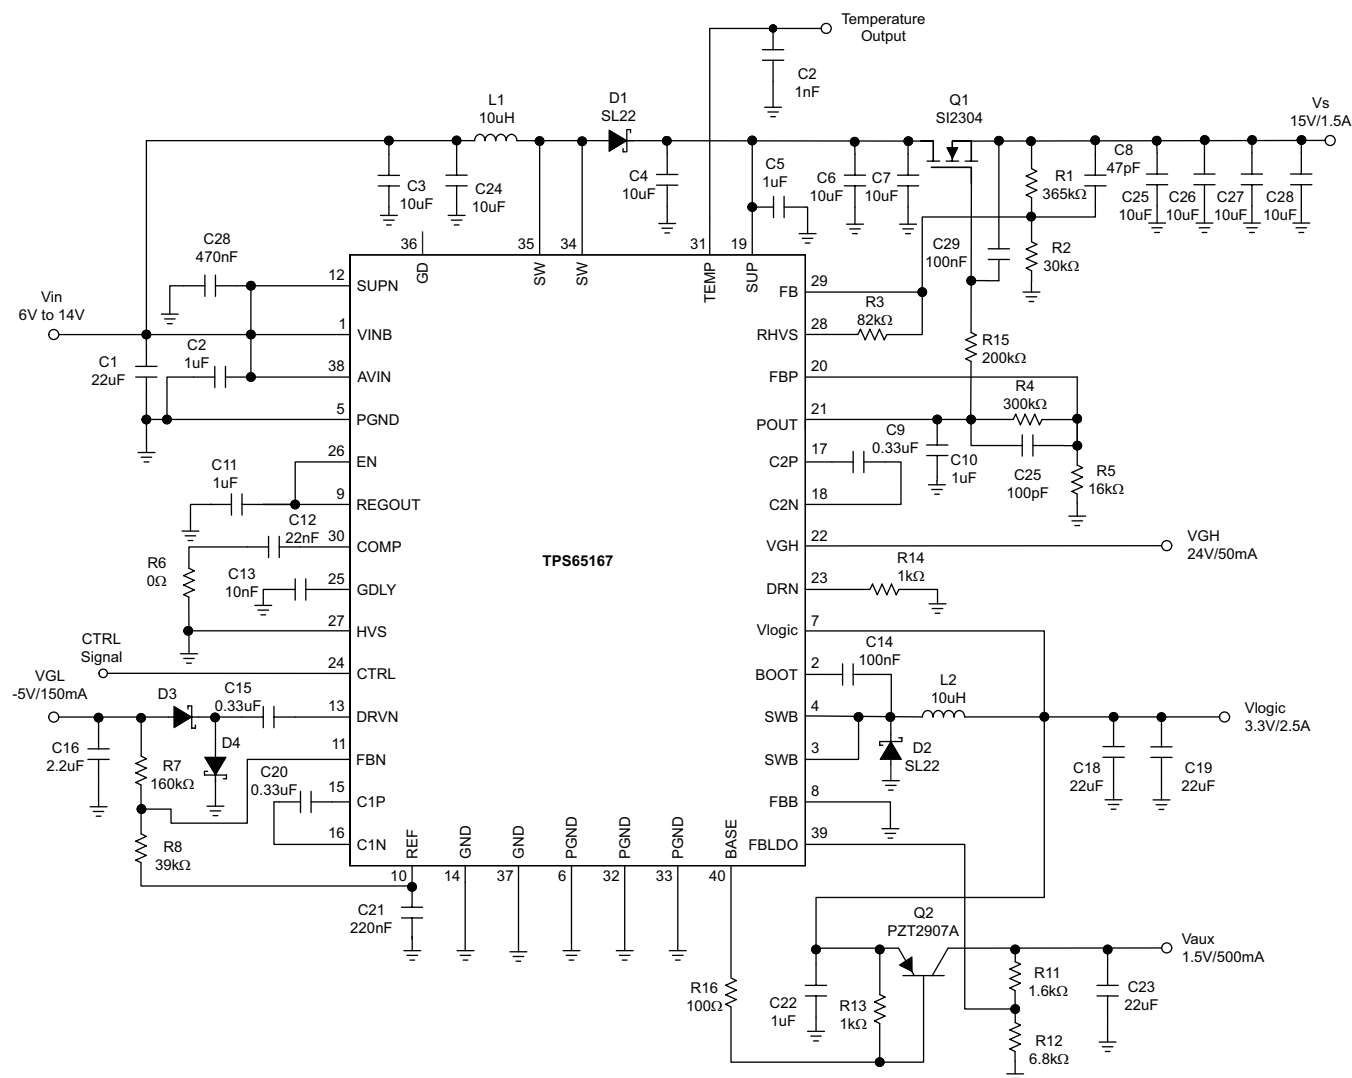 Temperature
Output
C2
1nF
L1
10uH
D1
SL22
Q1
SI2304
Vs
15V/1.5A
C3
10uF
C24
10uF
C4
10uF
C5
1uF
C6
10uF
C7
10uF
R1
365kΩ
C8
47pF
C25
10uF
C26
10uF
C27
10uF
C28
10uF
C29
100nF
R2
30kΩ
36
GD
35
SW
34
SW
31
TEMP
19
SUP
C28
470nF
12
SUPN
Vin
6V to 14V
1
VINB
C1
22uF
C2
1uF
38
AVIN
5
PGND
26
EN
C11
1uF
9
REGOUT
C12
22nF
30
COMP
R6
0Ω
C13
10nF
25
GDLY
27
HVS
CTRL
Signal
24
CTRL
VGL
-5V/150mA
D3
C15
0.33uF
13
DRVN
C16
2.2uF
R7
160kΩ
D4
11
FBN
C20
0.33uF
15
C1P
16
C1N
R8
39kΩ
TPS65167
29
FB
R3
82kΩ
28
RHVS
R15
200kΩ
20
FBP
R4
300kΩ
21
POUT
C9
0.33uF
C10
1uF
17
C2P
C25
100pF
R5
16kΩ
18
C2N
22
VGH
VGH
24V/50mA
R14
1kΩ
23
DRN
7
Vlogic
C14
100nF
2
BOOT
L2
10uH
4
SWB
Vlogic
3.3V/2.5A
D2
SL22
3
SWB
C18
22uF
C19
22uF
8
FBB
39
FBLDO
REF
10
GND
14
GND
37
PGND
6
PGND
32
PGND
33
BASE
40
C21
220nF
Q2
PZT2907A
Vaux
1.5V/500mA
R16
100Ω
C22
1uF
R13
1kΩ
R11
1.6kΩ
C23
22uF
R12
6.8kΩ